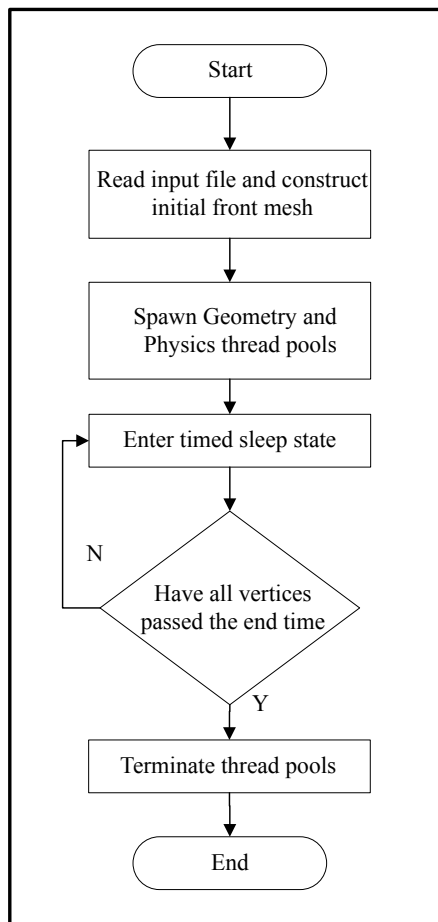 Start
Read input file and construct
initial front mesh
Spawn Geometry and
Physics thread pools
Enter timed sleep state
N
Have all vertices
passed the end time
Y
Terminate thread pools
End